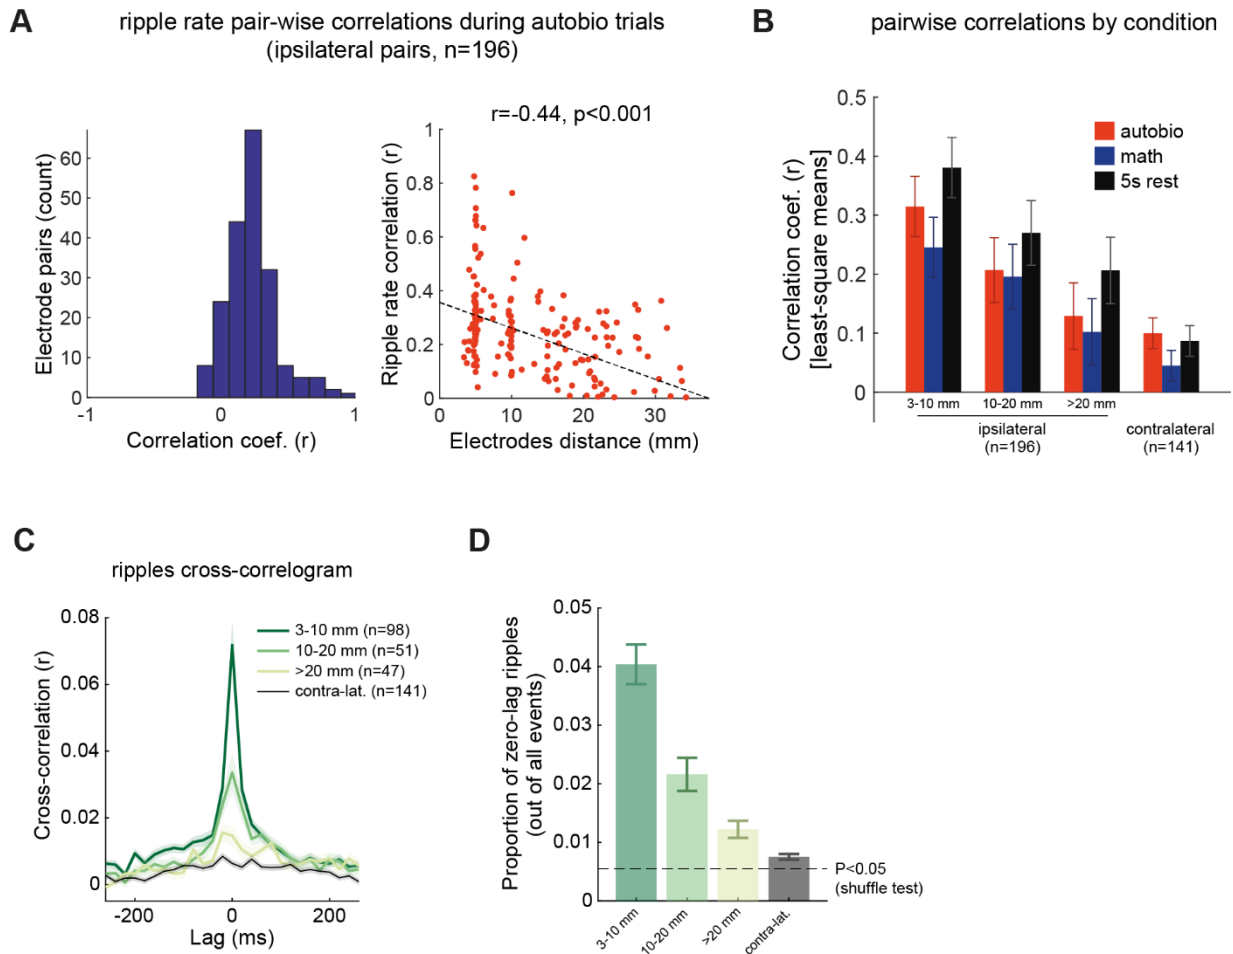 A
ripple rate pair-wise correlations during autobio trials
(ipsilateral pairs, n=196)
Electrode pairs (count)
60
50
40
30
20
10
0
-1
0
1
Correlation coef. (r)
r=-0.44, p<0.001
Ripple rate correlation (r)
1
0.8
0.6
0.4
0.2
0
0
10
20
30
Electrodes distance (mm)
B
pairwise correlations by condition
Correlation coef. (r)
[least-square means]
0.5
0.4
0.3
0.2
0.1
0
autobio
math
5s rest
3-10 mm
10-20 mm
>20 mm
ipsilateral
(n=196)
contralateral
(n=141)
C
ripples cross-correlogram
Cross-correlation (r)
0.08
0.06
0.04
0.02
0
3-10 mm (n=98)
10-20 mm (n=51)
>20 mm (n=47)
contra-lat. (n=141)
-200
0
200
Lag (ms)
D
Proportion of zero-lag ripples
(out of all events)
0.05
0.04
0.03
0.02
0.01
0
P<0.05
(shuffle test)
3-10 mm
10-20 mm
>20 mm
contra-lat.